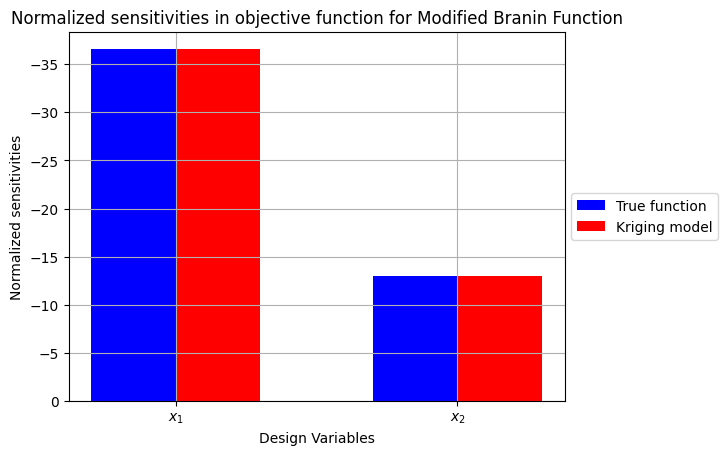 Normalized sensitivities in objective function for Modified Branin Function
Normalized sensitivities
−35
−30
−25
−20
−15
−10
−5
0
x₁
x₂
Design Variables
True function
Kriging model